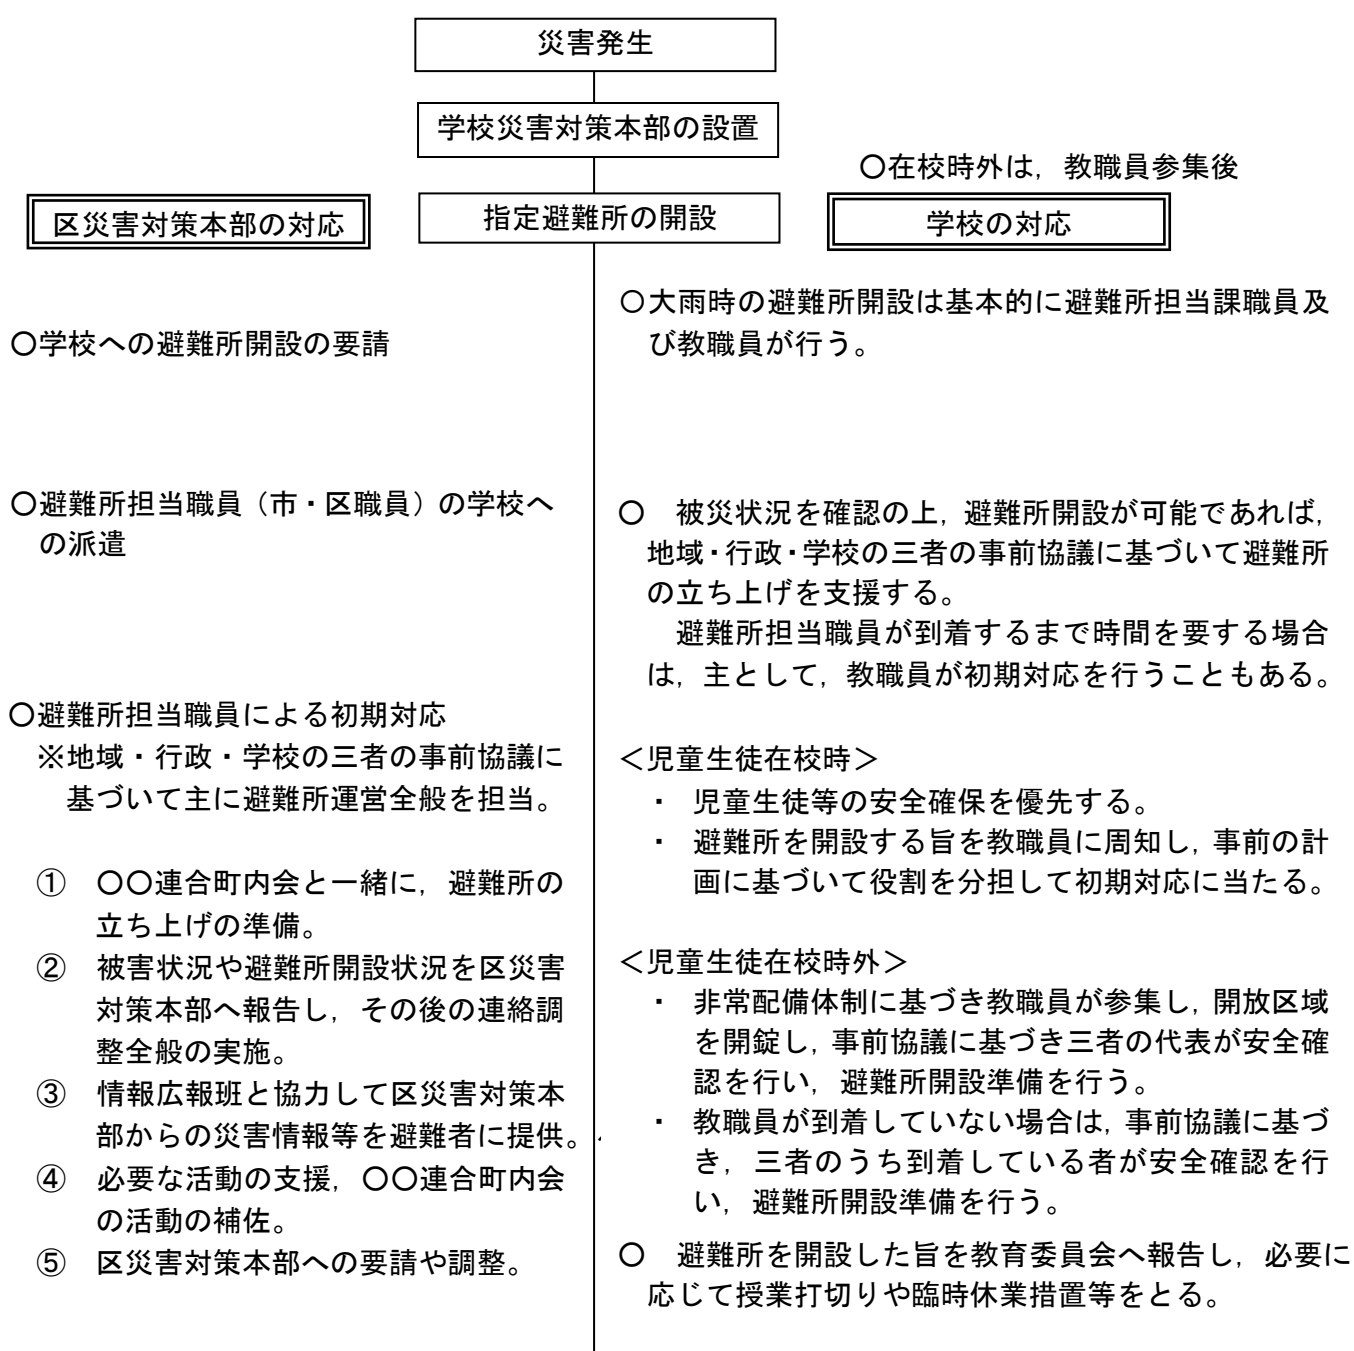 災害発生
学校災害対策本部の設置
〇在校時外は，教職員参集後
区災害対策本部の対応
指定避難所の開設
学校の対応
〇学校への避難所開設の要請
〇避難所担当職員（市・区職員）の学校へ
の派遣
〇避難所担当職員による初期対応
※地域・行政・学校の三者の事前協議に
基づいて主に避難所運営全般を担当。
①　〇〇連合町内会と一緒に，避難所の
立ち上げの準備。
②　被害状況や避難所開設状況を区災害
対策本部へ報告し，その後の連絡調
整全般の実施。
③　情報広報班と協力して区災害対策本
部からの災害情報等を避難者に提供。
④　必要な活動の支援，〇〇連合町内会
の活動の補佐。
⑤　区災害対策本部への要請や調整。
〇大雨時の避難所開設は基本的に避難所担当課職員及
び教職員が行う。
〇　被災状況を確認の上，避難所開設が可能であれば，
地域・行政・学校の三者の事前協議に基づいて避難所
の立ち上げを支援する。
避難所担当職員が到着するまで時間を要する場合
は，主として，教職員が初期対応を行うこともある。
＜児童生徒在校時＞
・　児童生徒等の安全確保を優先する。
・　避難所を開設する旨を教職員に周知し，事前の計
画に基づいて役割を分担して初期対応に当たる。
＜児童生徒在校時外＞
・　非常配備体制に基づき教職員が参集し，開放区域
を開錠し，事前協議に基づき三者の代表が安全確
認を行い，避難所開設準備を行う。
・　教職員が到着していない場合は，事前協議に基づ
き，三者のうち到着している者が安全確認を行
い，避難所開設準備を行う。
〇　避難所を開設した旨を教育委員会へ報告し，必要に
応じて授業打切りや臨時休業措置等をとる。